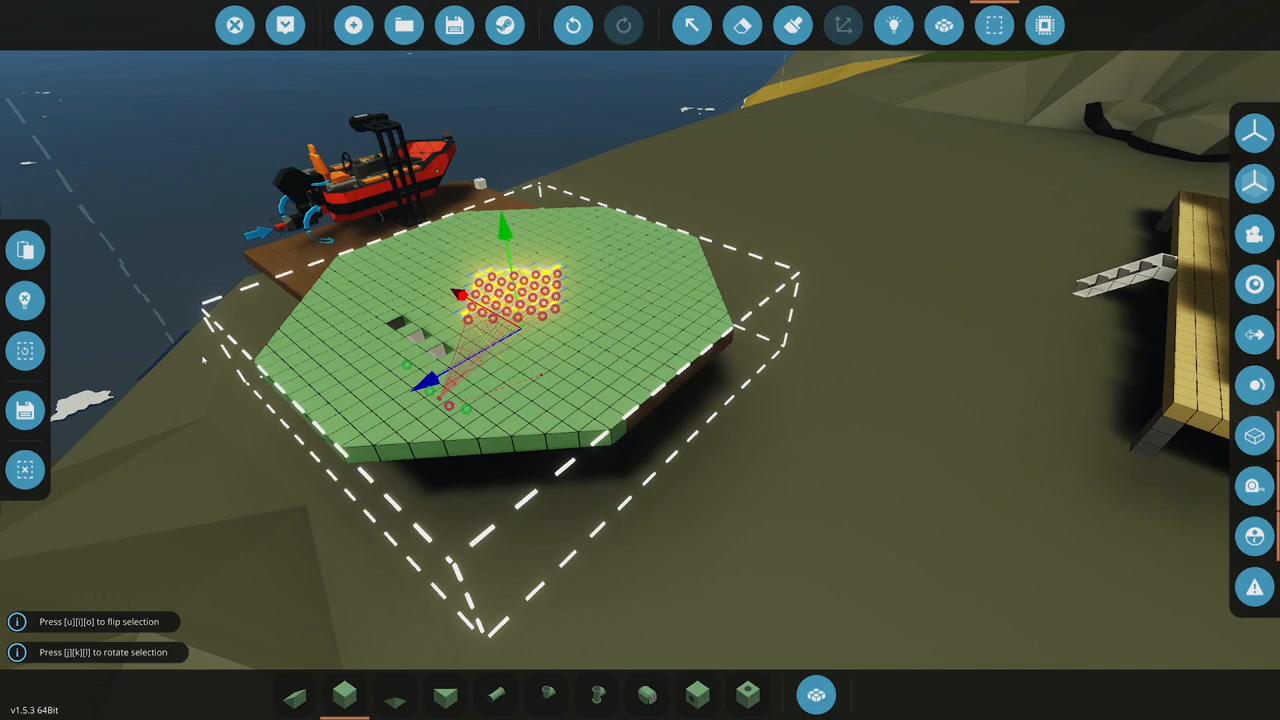 Press [u][i][o] to flip selection
Press [j][k][l] to rotate selection
v1.5.3 64Bit